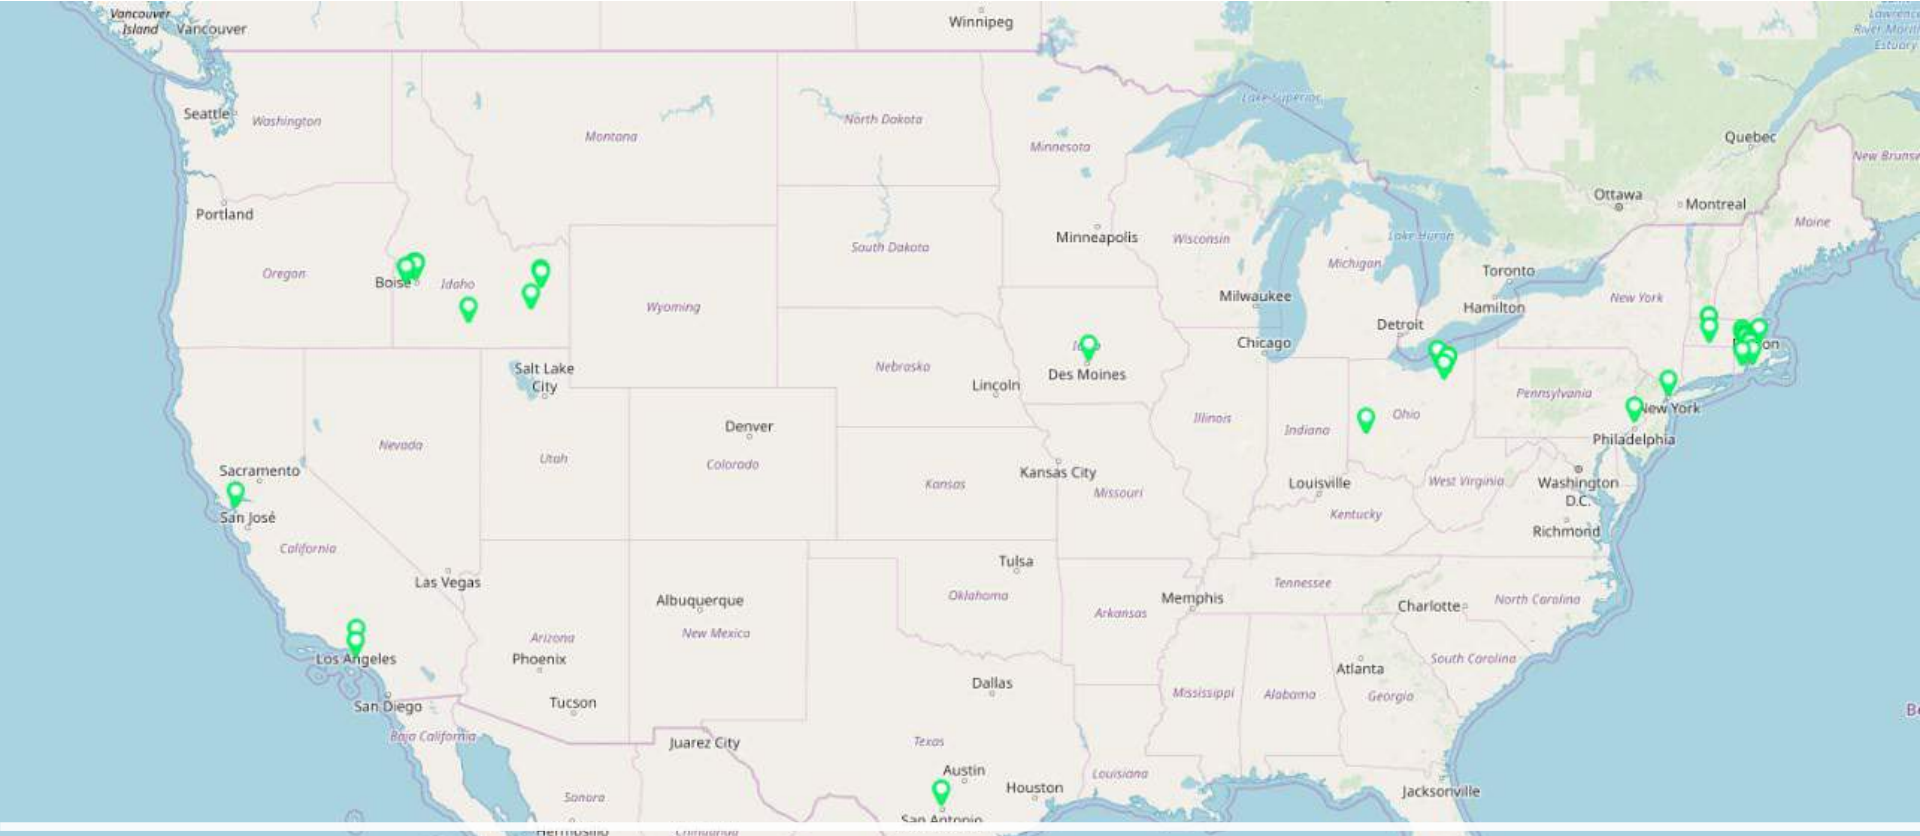 Vancouver
Island
Vancouver
Winnipeg
River
Estuary
Lake Superior
Seattle
Washington
Montana
North Dakota
Minnesota
Quebec
Ottawa
Montreal
Maine
Portland
Minneapolis
Wisconsin
Lake Huron
South Dakota
Oregon
Boise
Idaho
Michigan
Toronto
Milwaukee
Hamilton
New York
Wyoming
Detroit
Chicago
Salt Lake
City
Nebraska
Lincoln
Des Moines
Pennsylvania
New York
Illinois
Indiana
Ohio
Philadelphia
Denver
Nevada
Utah
Colorado
Sacramento
Kansas City
Kansas
Missouri
Louisville
West Virginia
Washington
D.C.
San José
Kentucky
Richmond
California
Las Vegas
Tulsa
Tennessee
Albuquerque
Oklahoma
Memphis
Charlotte
North Carolina
Arkansas
New Mexico
Arizona
Los Angeles
Phoenix
Atlanta
South Carolina
Dallas
Mississippi
Alabama
Georgia
San Diego
Tucson
Baja California
Juarez City
Texas
Austin
Louisiana
Houston
Jacksonville
Sonora
San Antonio